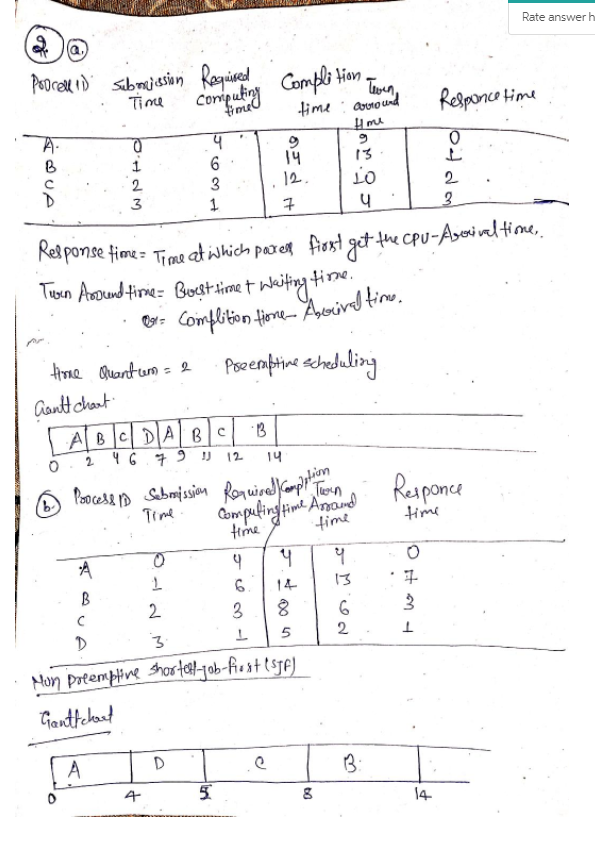 Rate answer h
2. a.
Process ID Submission Time Required computing time Complition time Turn arround time Responce time
A. 0 4 9 9 0
B 1 6 14 13 1
C 2 3 12. 10 2
D 3 1 7 4 3
Response time = Time at which process first get the CPU - Arrival time.
Turn Around time = Burst time + Waiting time.
Or = Complition time - Arrival time.
time Quantum = 2 Preemptive scheduling
Gantt chart
A B C D A B C B
0 2 4 6 7 9 11 12 14
b. Process ID Submission Time Required Computing time Complition time Turn Around time Responce time
A 0 4 4 4 0
B 1 6 14 13 7
C 2 3 8 6 3
D 3 1 5 2 1
Non preemptive shortest-job-first (SJF)
Gantt chart
A D C B
0 4 5 8 14